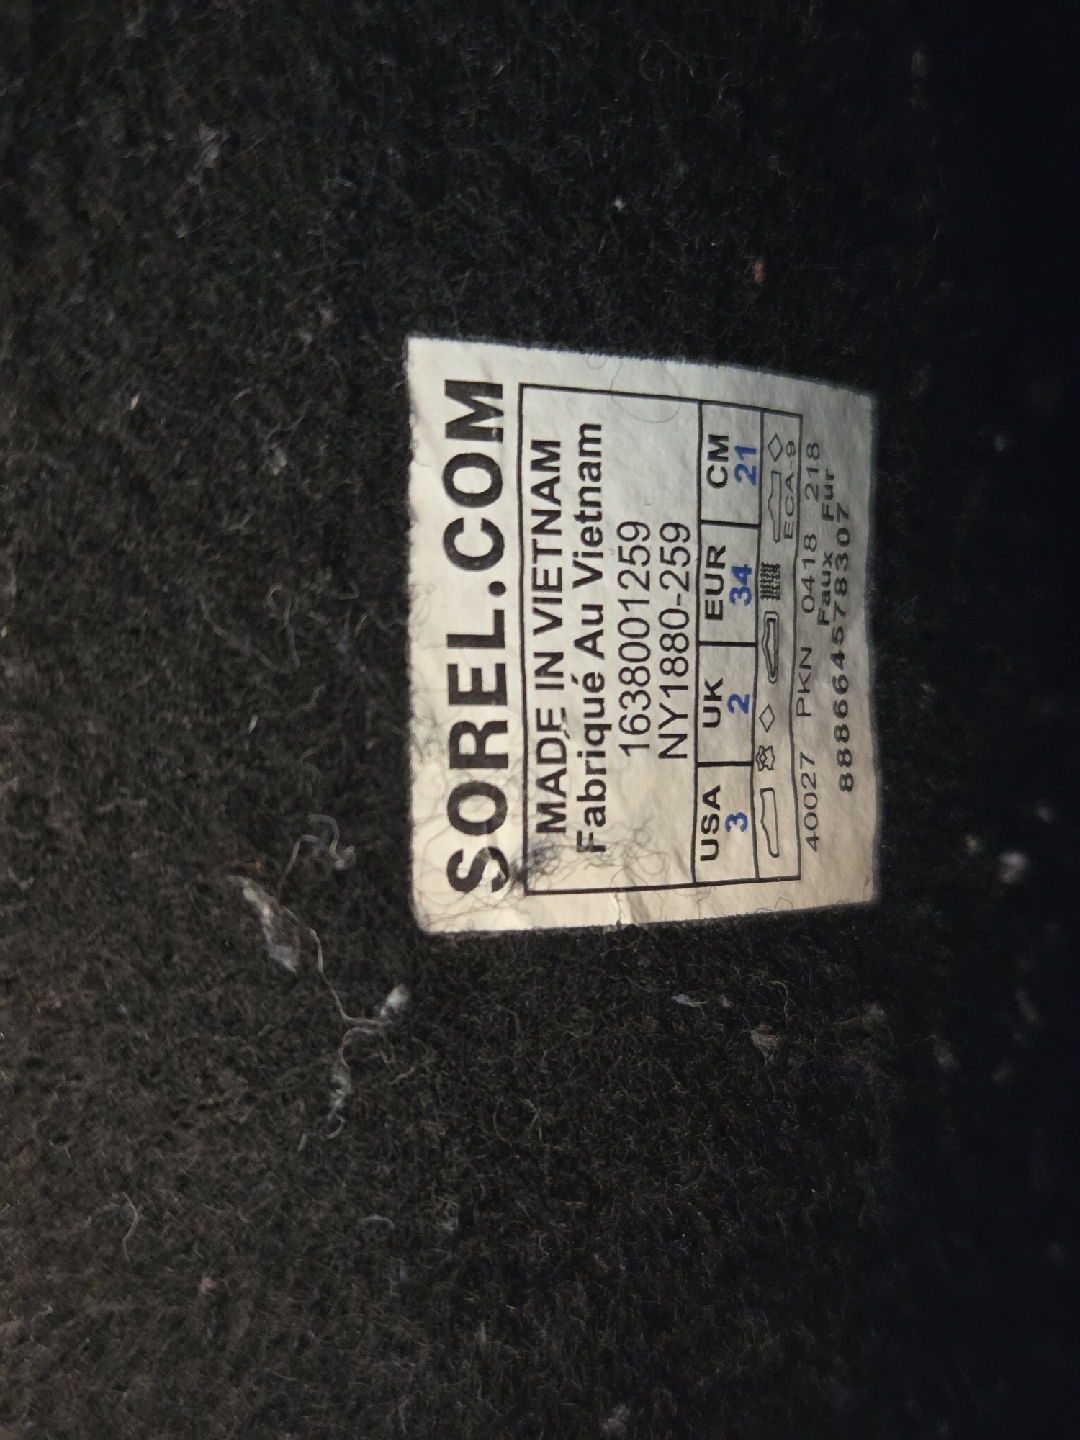 SOREL.COM
MADE IN VIETNAM
Fabriqué Au Vietnam
1638001259
NY1880-259
USA UK EUR CM
3 2 34 21
ECA-9
40027 PKN 0418 218
Faux Fur
888664578307